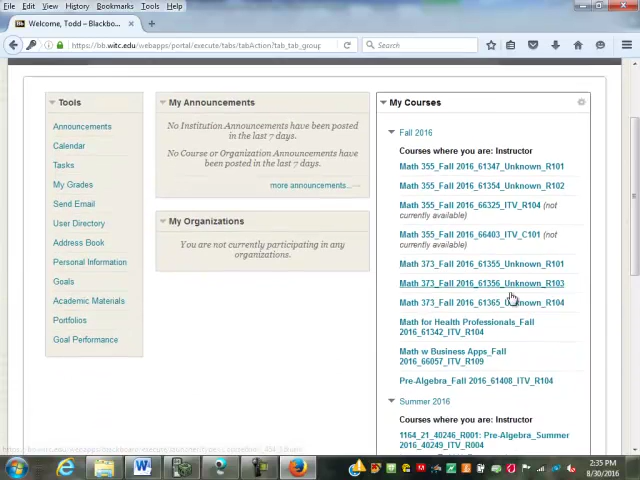 File Edit View History Bookmarks Tools Help
Welcome, Todd – Blackbo...
https://bb.witc.edu/webapps/portal/execute/tabs/tabAction?tab_tab_group
Search
Tools
Announcements
Calendar
Tasks
My Grades
Send Email
User Directory
Address Book
Personal Information
Goals
Academic Materials
Portfolios
Goal Performance
My Announcements
No Institution Announcements have been posted
in the last 7 days.
No Course or Organization Announcements have
been posted in the last 7 days.
more announcements...
My Organizations
You are not currently participating in any
organizations.
My Courses
Fall 2016
Courses where you are: Instructor
Math 355_Fall 2016_61347_Unknown_R101
Math 355_Fall 2016_61354_Unknown_R102
Math 355_Fall 2016_66325_ITV_R104 (not
currently available)
Math 355_Fall 2016_66403_ITV_C101 (not
currently available)
Math 373_Fall 2016_61355_Unknown_R101
Math 373_Fall 2016_61356_Unknown_R103
Math 373_Fall 2016_61365_Unknown_R104
Math for Health Professionals_Fall
2016_61342_ITV_R104
Math w Business Apps_Fall
2016_66057_ITV_R109
Pre-Algebra_Fall 2016_61408_ITV_R104
Summer 2016
Courses where you are: Instructor
1164_21_40246_R001: Pre-Algebra_Summer
2016_40249_ITV_R004
2:35 PM
8/30/2016